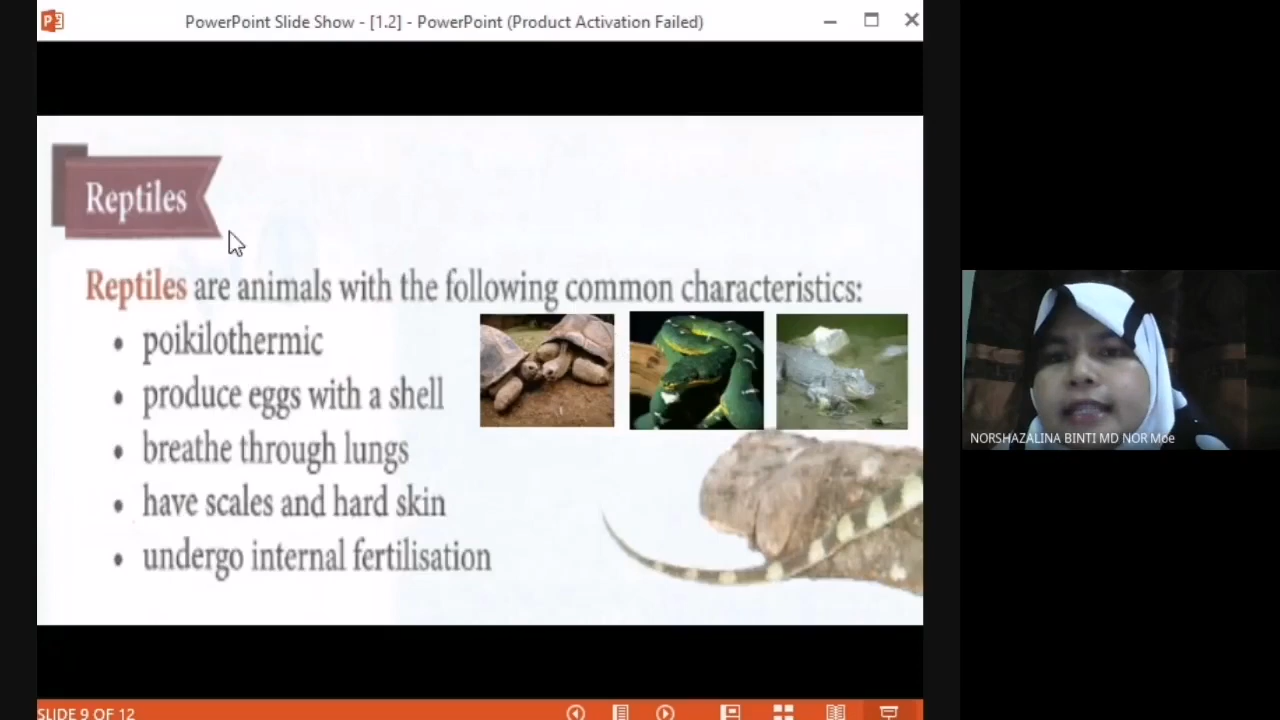 PowerPoint Slide Show - [1.2] - PowerPoint (Product Activation Failed)
Reptiles
Reptiles are animals with the following common characteristics:
• poikilothermic
• produce eggs with a shell
• breathe through lungs
• have scales and hard skin
• undergo internal fertilisation
NORSHAZALINA BINTI MD NOR Moe
SLIDE 9 OF 12